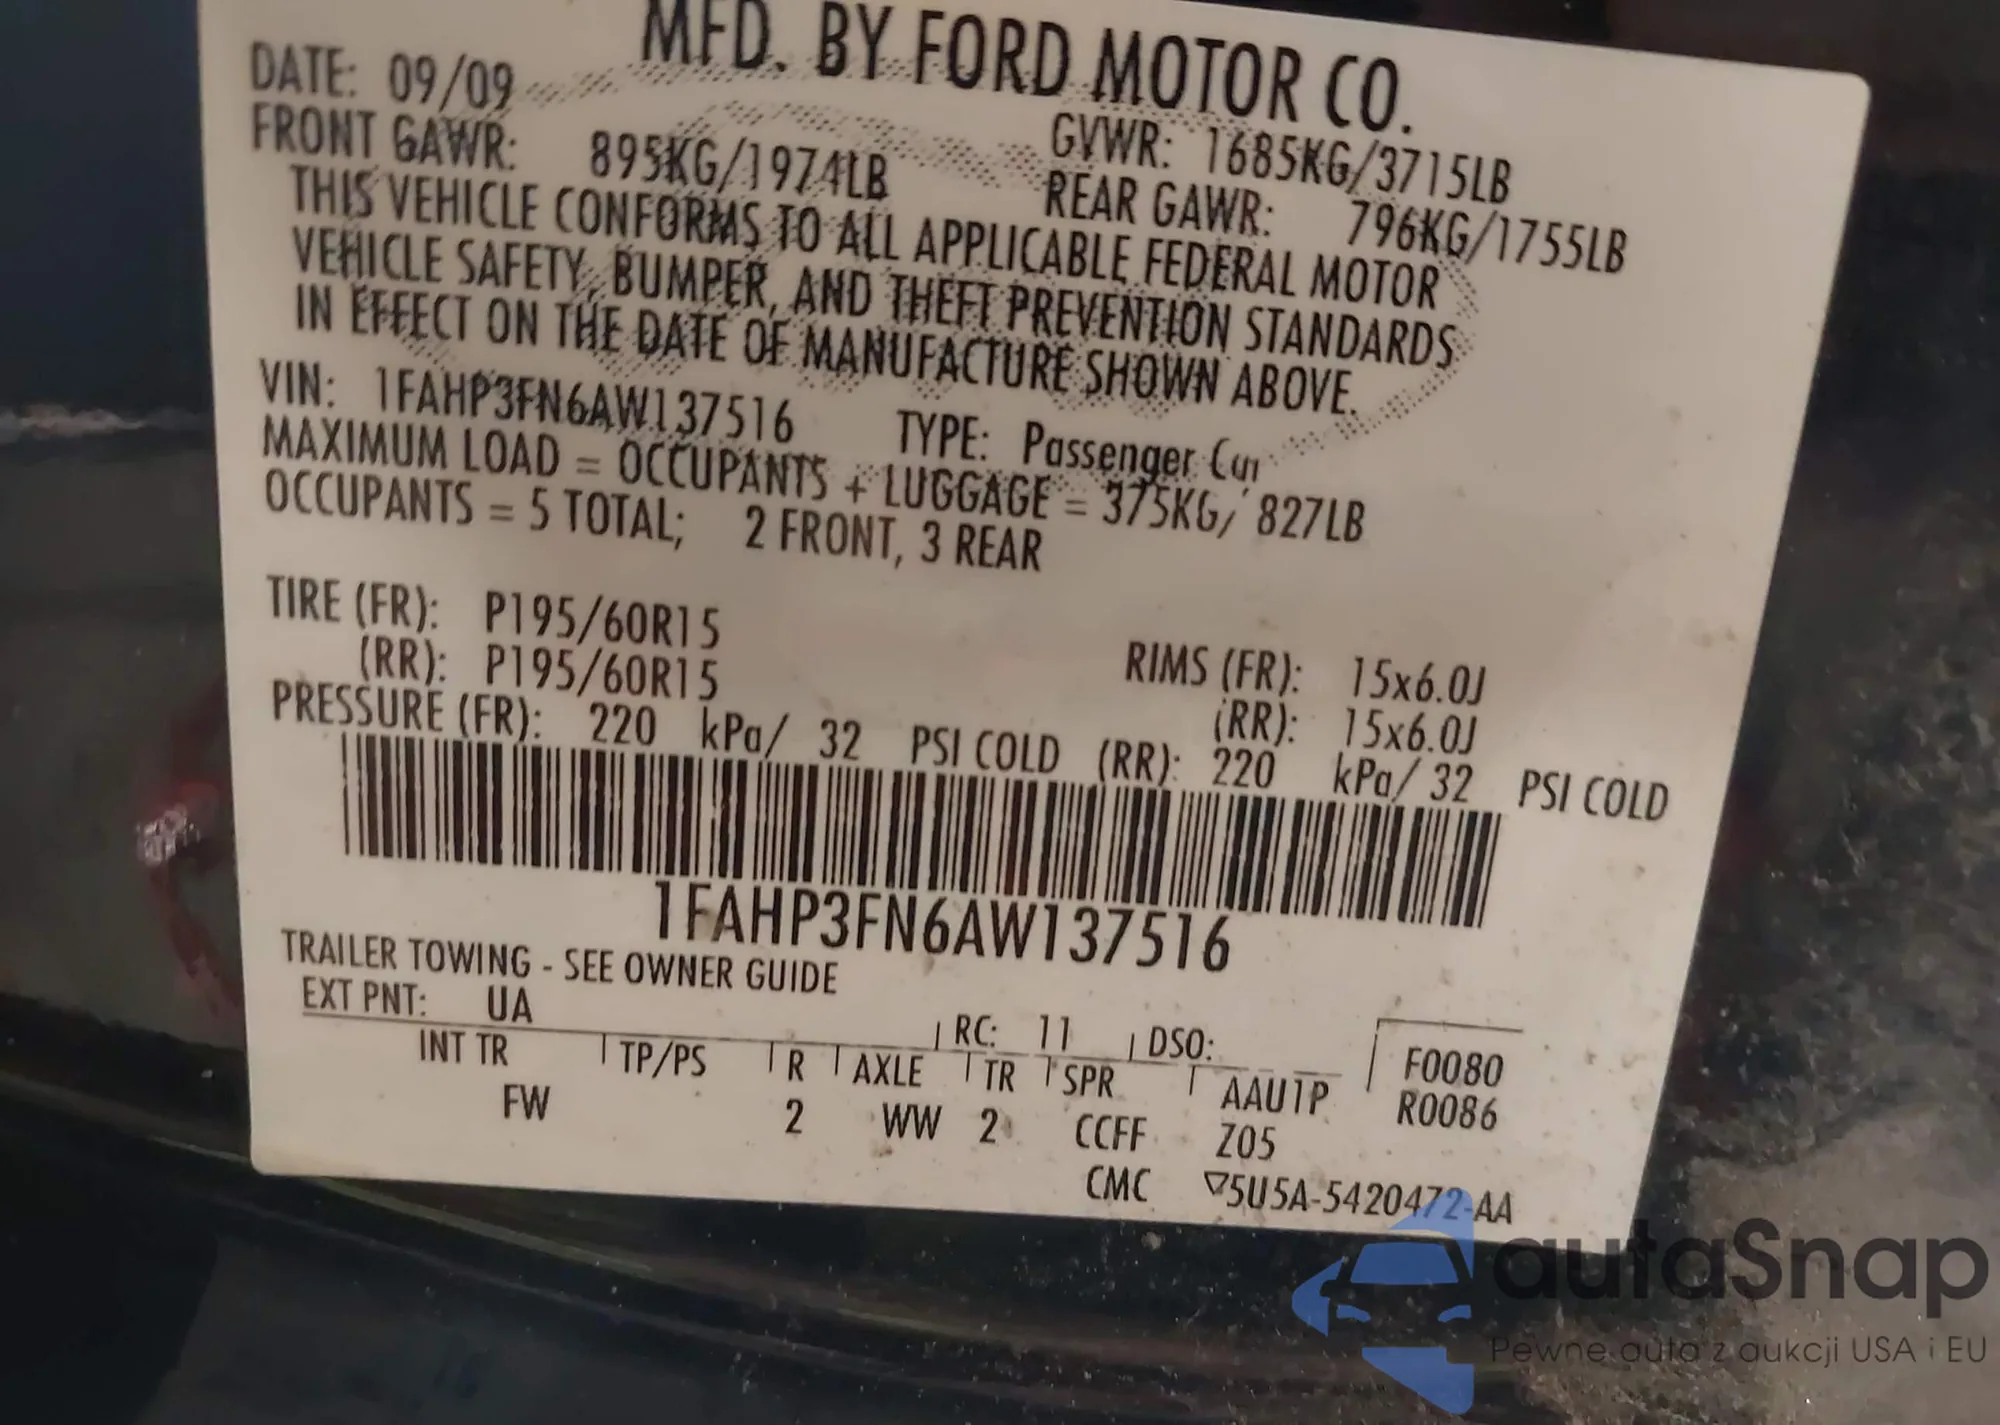 MFD. BY FORD MOTOR CO.
DATE: 09/09 GVWR: 1685KG/3715LB
FRONT GAWR: 895KG/1974LB REAR GAWR: 796KG/1755LB
THIS VEHICLE CONFORMS TO ALL APPLICABLE FEDERAL MOTOR
VEHICLE SAFETY, BUMPER, AND THEFT PREVENTION STANDARDS
IN EFFECT ON THE DATE OF MANUFACTURE SHOWN ABOVE.
VIN: 1FAHP3FN6AW137516 TYPE: Passenger Car
MAXIMUM LOAD = OCCUPANTS + LUGGAGE = 375KG/ 827LB
OCCUPANTS = 5 TOTAL; 2 FRONT, 3 REAR
TIRE (FR): P195/60R15 RIMS (FR): 15x6.0J
(RR): P195/60R15 (RR): 15x6.0J
PRESSURE (FR): 220 kPa/ 32 PSI COLD (RR): 220 kPa/ 32 PSI COLD
1FAHP3FN6AW137516
TRAILER TOWING - SEE OWNER GUIDE
EXT PNT: UA RC: 11 DSO: F0080
INT TR TP/PS R AXLE TR SPR AAU1P R0086
FW 2 WW 2 CCFF Z05
CMC ▽5U5A-5420472-AA
autaSnap
Pewne auta z aukcji USA i EU